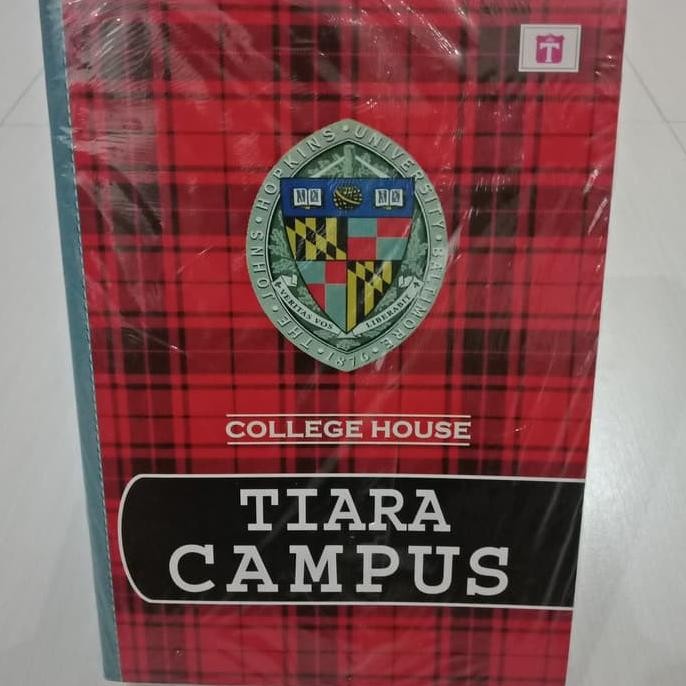 T
THE · JOHNS · HOPKINS · UNIVERSITY · BALTIMORE ·
· 1876 ·
VERITAS VOS
LIBERABIT
COLLEGE HOUSE
TIARA
CAMPUS